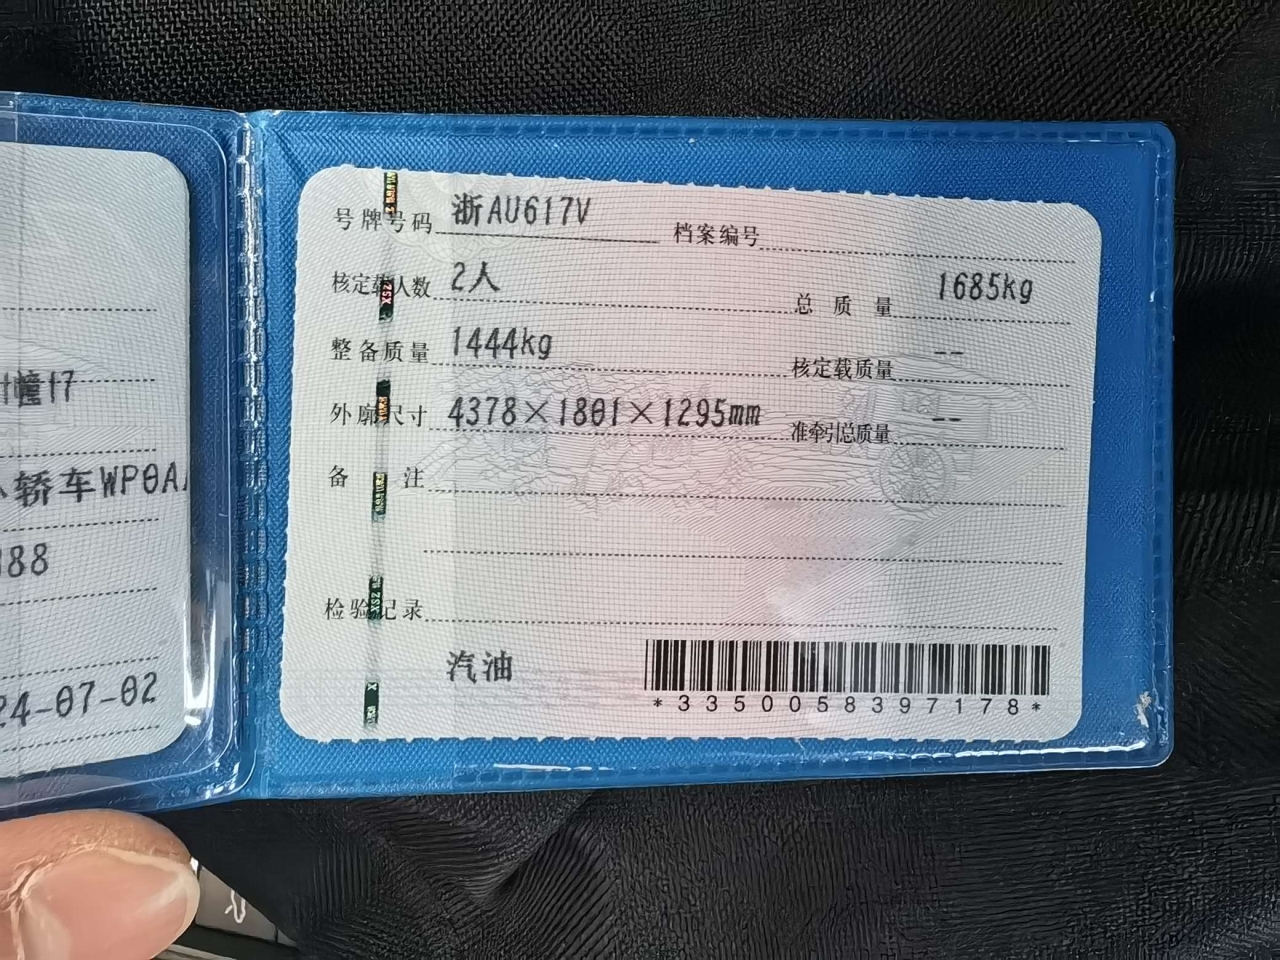 轿车WP0A
88
24-07-02
号牌号码 浙AU617V 档案编号
核定载人数 2人 总质量 1685kg
整备质量 1444kg 核定载质量 --
外廓尺寸 4378×1801×1295mm 准牵引总质量 --
备注
检验记录
汽油
*3350058397178*